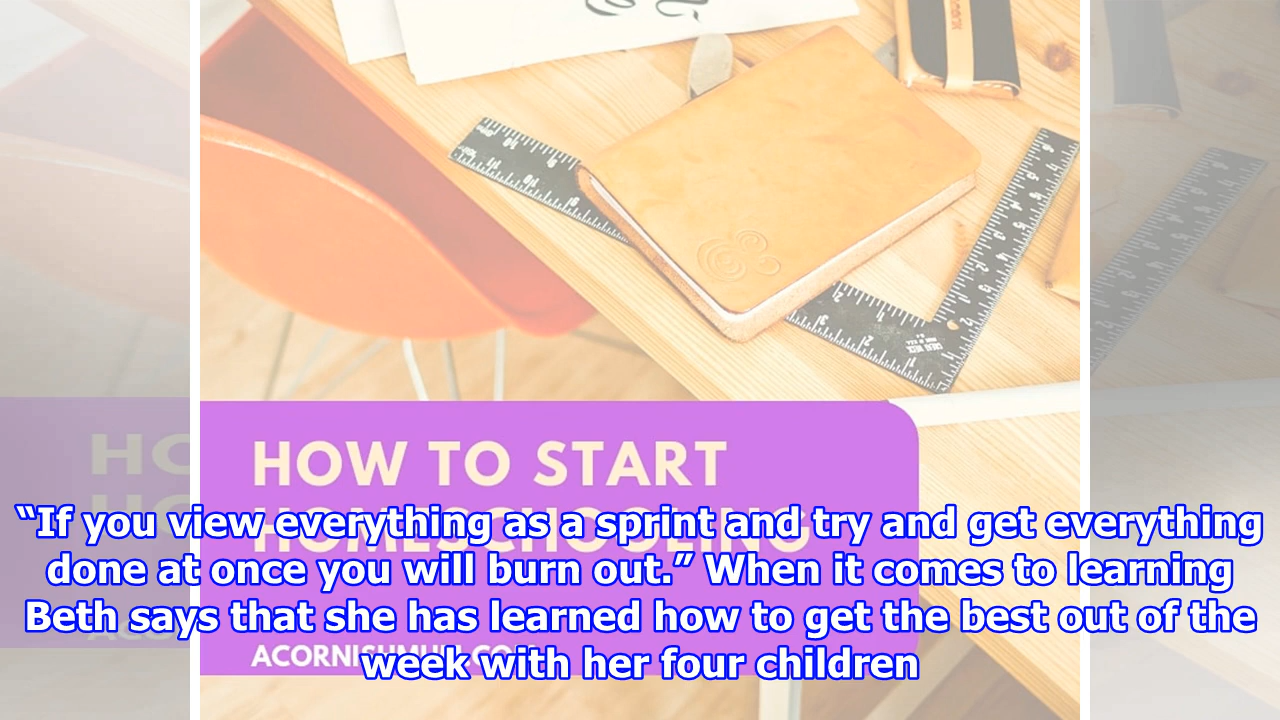 HOW TO START
HOMESCHOOLING
“If you view everything as a sprint and try and get everything
done at once you will burn out.” When it comes to learning
Beth says that she has learned how to get the best out of the
week with her four children